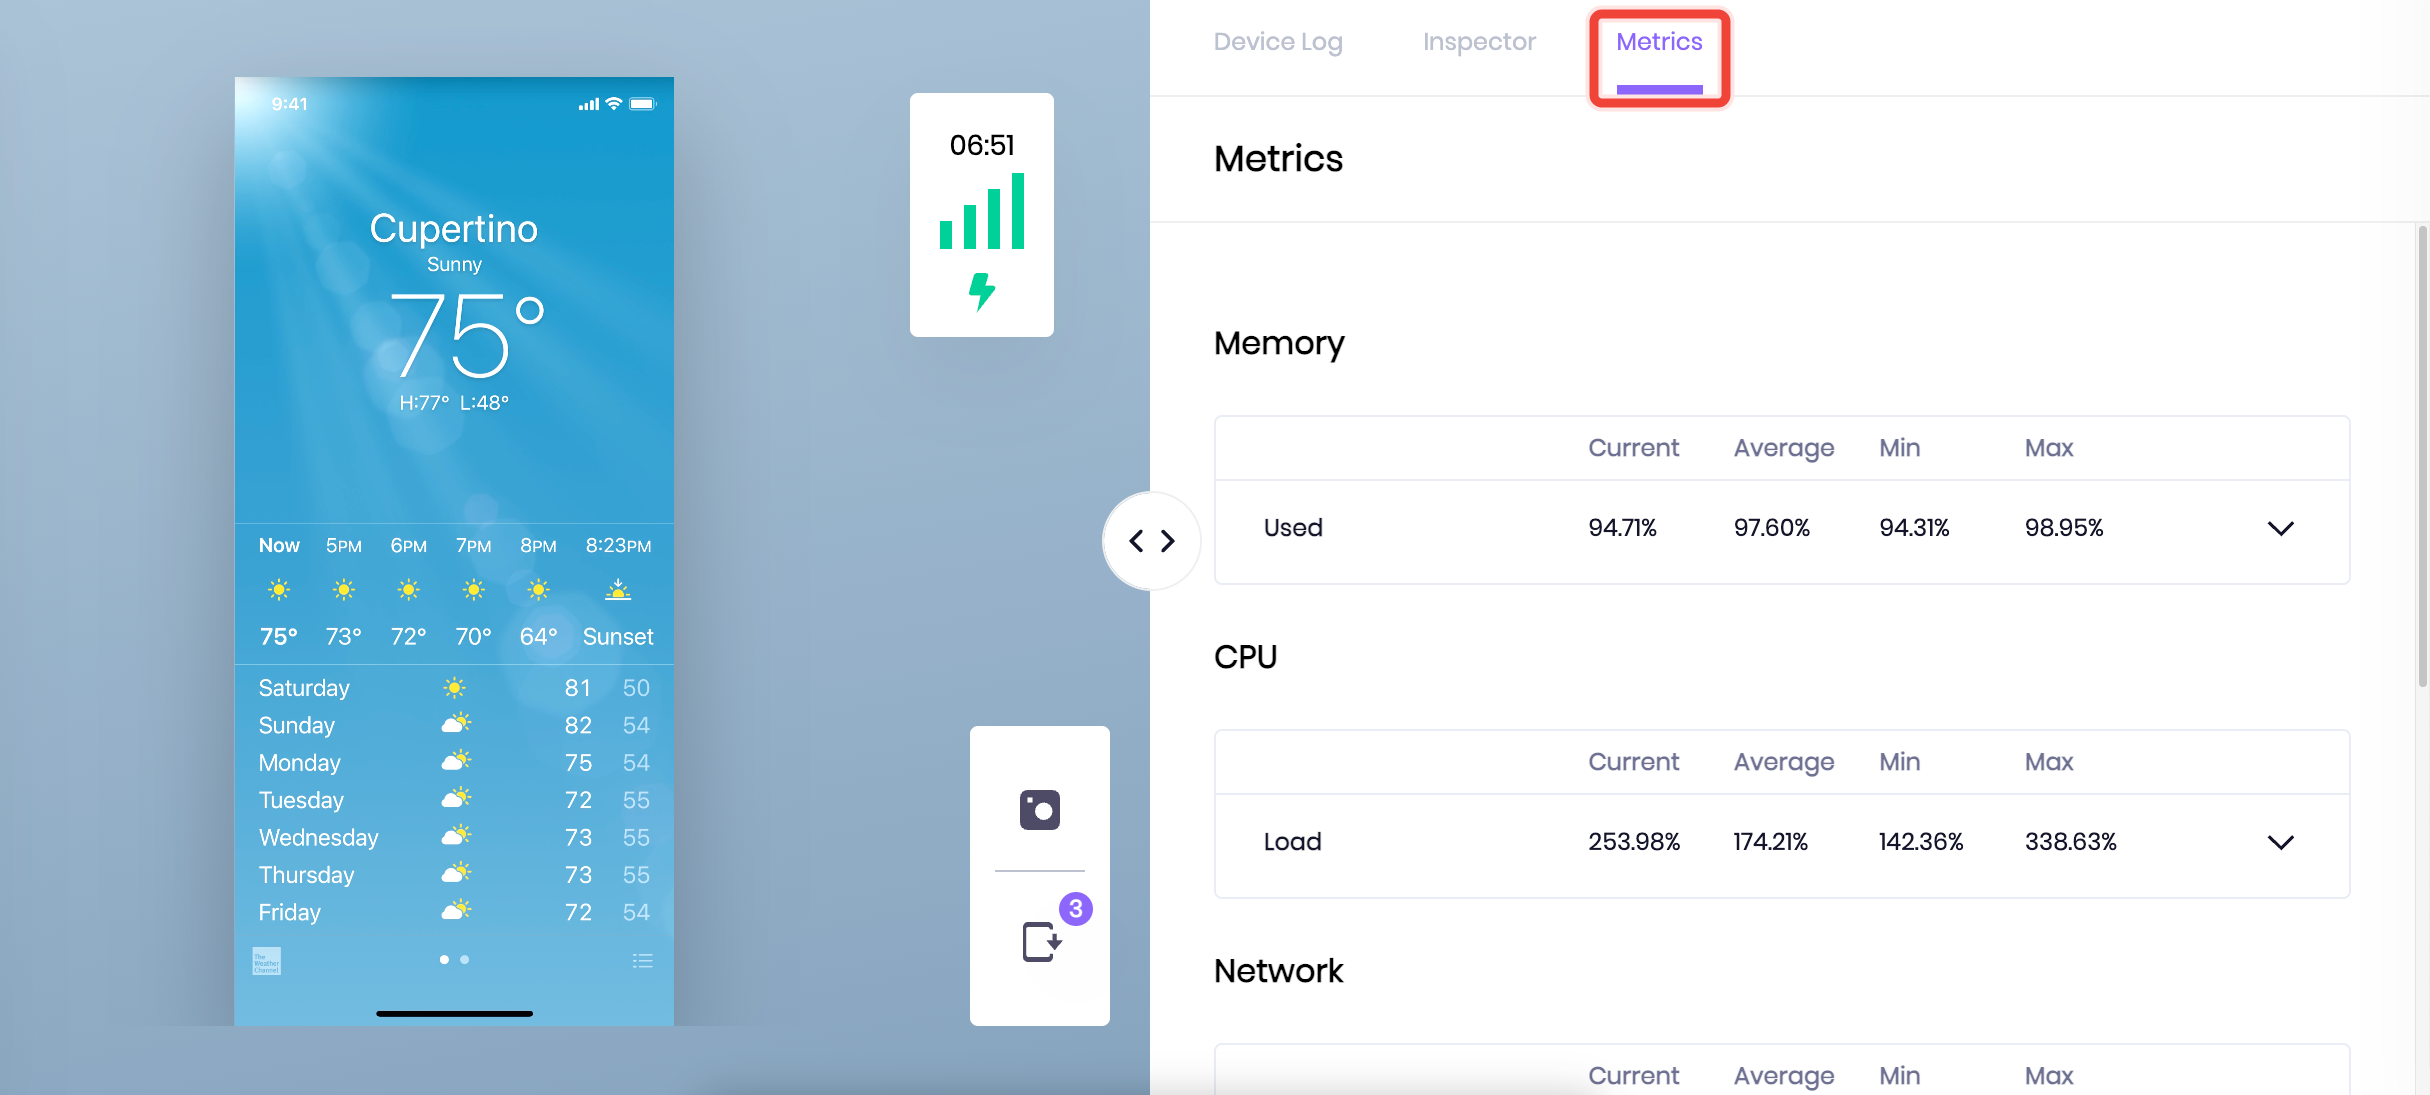 9:41
Cupertino
Sunny
75°
H:77° L:48°
Now 5PM 6PM 7PM 8PM 8:23PM
75° 73° 72° 70° 64° Sunset
Saturday 81 50
Sunday 82 54
Monday 75 54
Tuesday 72 55
Wednesday 73 55
Thursday 73 55
Friday 72 54
The
Weather
Channel
06:51
3
Device Log Inspector Metrics
Metrics
Memory
Current Average Min Max
Used 94.71% 97.60% 94.31% 98.95%
CPU
Current Average Min Max
Load 253.98% 174.21% 142.36% 338.63%
Network
Current Average Min Max